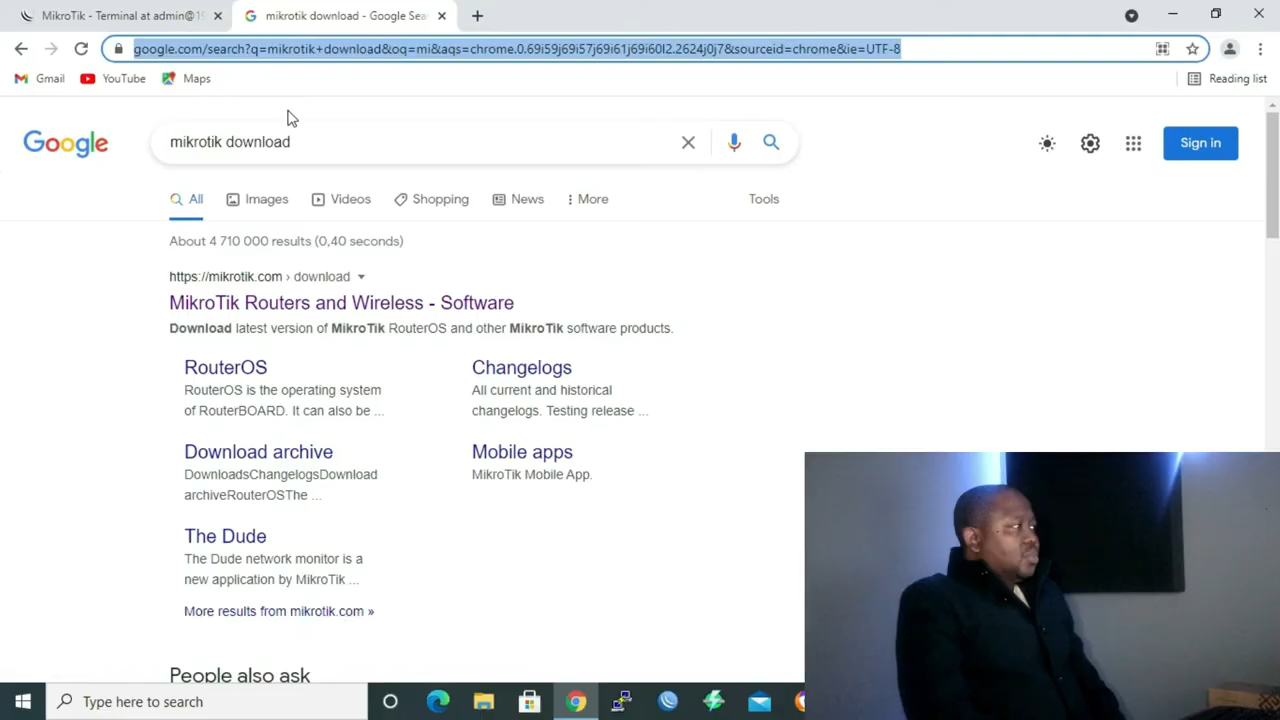 MikroTik - Terminal at admin@19
mikrotik download - Google Sea
google.com/search?q=mikrotik+download&oq=mi&aqs=chrome.0.69i59j69i57j69i61j69i60l2.2624j0j7&sourceid=chrome&ie=UTF-8
Gmail
YouTube
Maps
Reading list
Google
mikrotik download
Sign in
All
Images
Videos
Shopping
News
More
Tools
About 4 710 000 results (0,40 seconds)
https://mikrotik.com › download
MikroTik Routers and Wireless - Software
Download latest version of MikroTik RouterOS and other MikroTik software products.
RouterOS
RouterOS is the operating system
of RouterBOARD. It can also be ...
Changelogs
All current and historical
changelogs. Testing release ...
Download archive
DownloadsChangelogsDownload
archiveRouterOSThe ...
Mobile apps
MikroTik Mobile App.
The Dude
The Dude network monitor is a
new application by MikroTik ...
More results from mikrotik.com »
People also ask
Type here to search